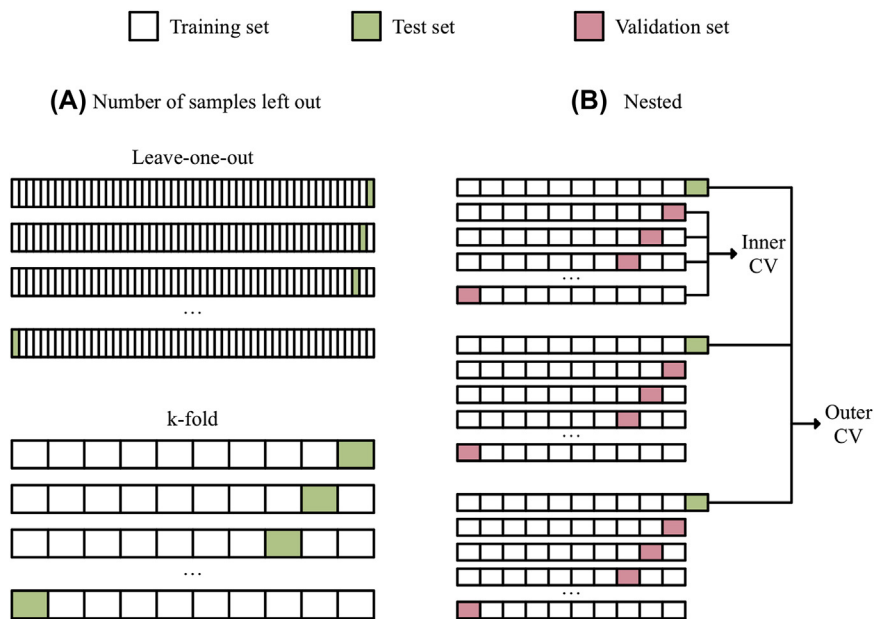 Training set
Test set
Validation set
(A) Number of samples left out
(B) Nested
Leave-one-out
...
k-fold
...
...
Inner
CV
...
Outer
CV
...